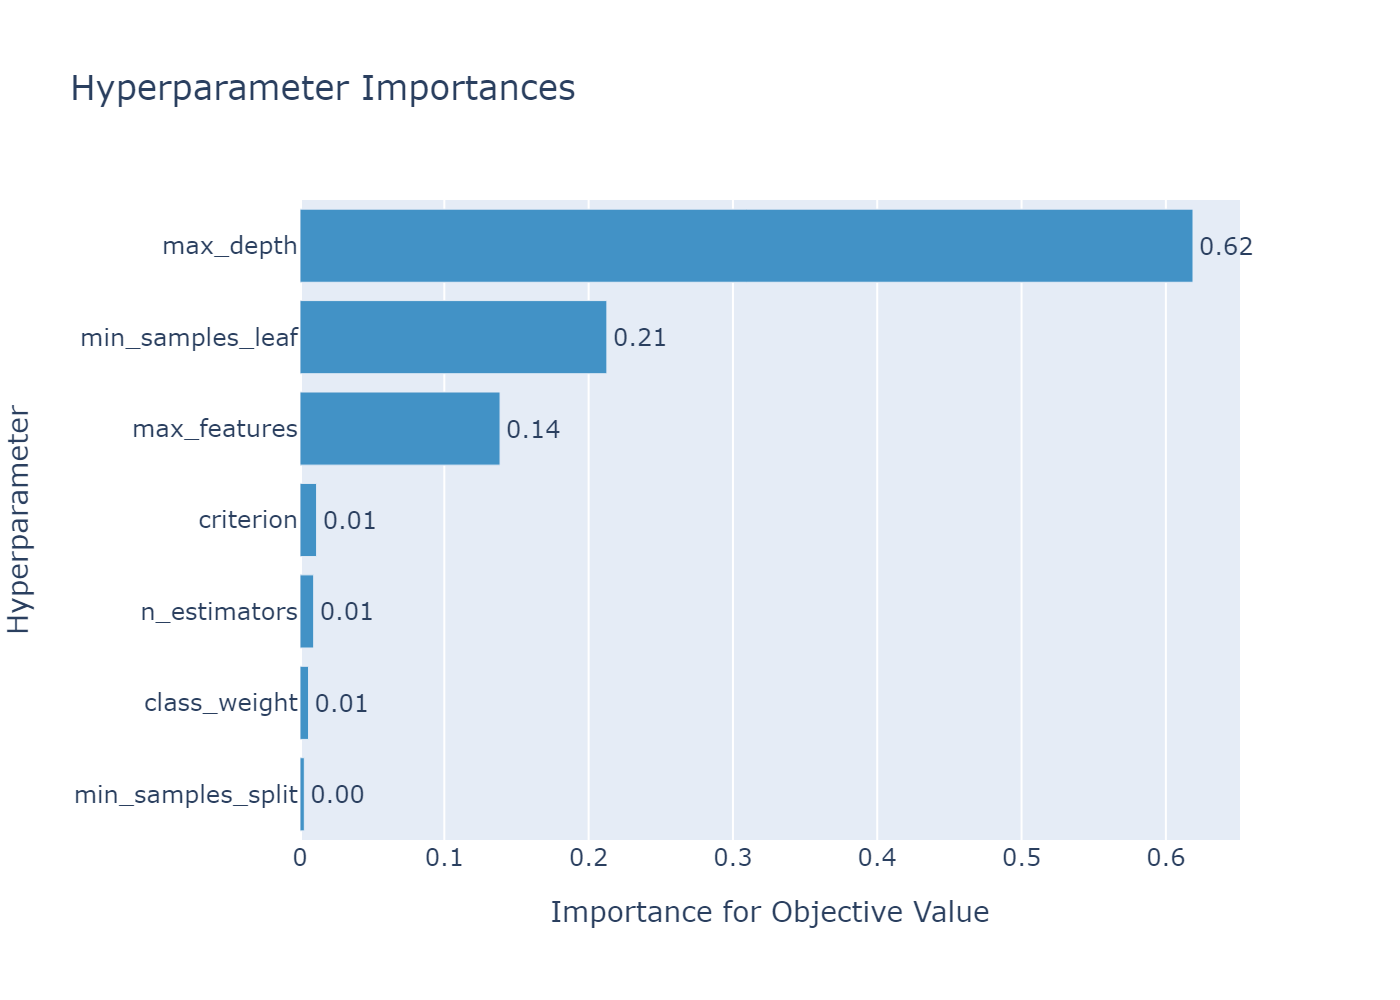 Hyperparameter Importances
Hyperparameter
max_depth 0.62
min_samples_leaf 0.21
max_features 0.14
criterion 0.01
n_estimators 0.01
class_weight 0.01
min_samples_split 0.00
0 0.1 0.2 0.3 0.4 0.5 0.6
Importance for Objective Value